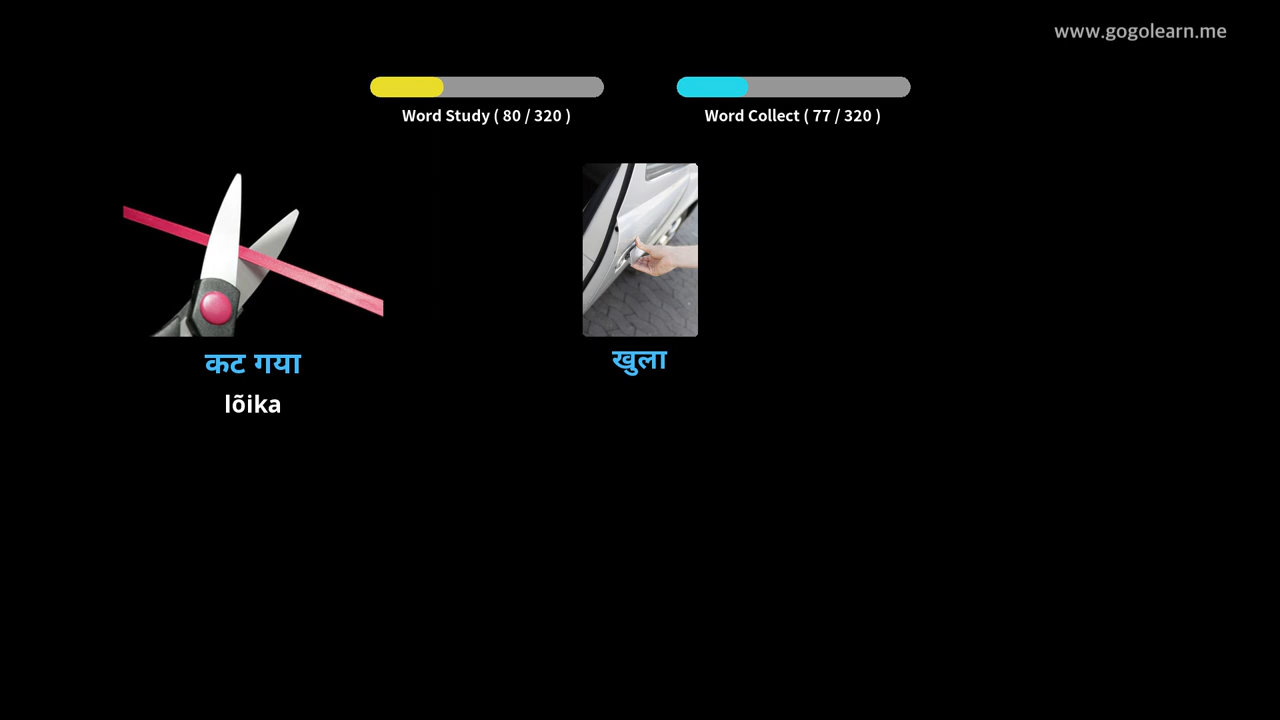 www.gogolearn.me
Word Study ( 80 / 320 )
Word Collect ( 77 / 320 )
कट गया
खुला
lõika